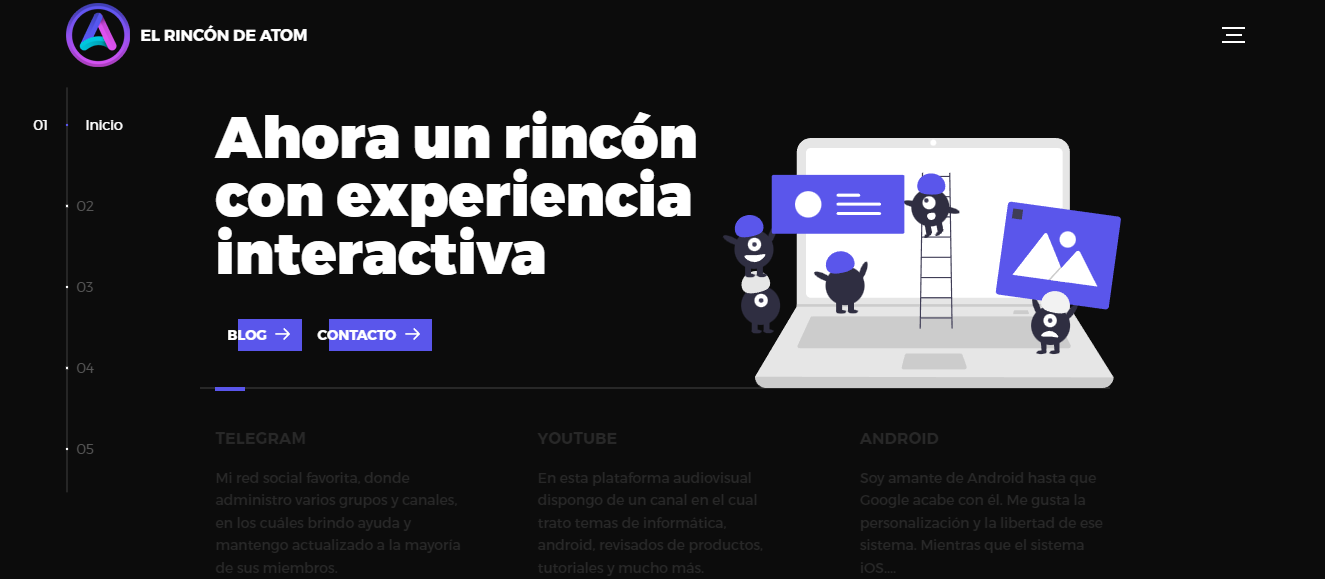 EL RINCÓN DE ATOM
01 Inicio
Ahora un rincón
con experiencia
interactiva
02
03
BLOG
CONTACTO
04
05
TELEGRAM
Mi red social favorita, donde
administro varios grupos y canales,
en los cuáles brindo ayuda y
mantengo actualizado a la mayoría
de sus miembros.
YOUTUBE
En esta plataforma audiovisual
dispongo de un canal en el cual
trato temas de informática,
android, revisados de productos,
tutoriales y mucho más.
ANDROID
Soy amante de Android hasta que
Google acabe con él. Me gusta la
personalización y la libertad de ese
sistema. Mientras que el sistema
iOS....